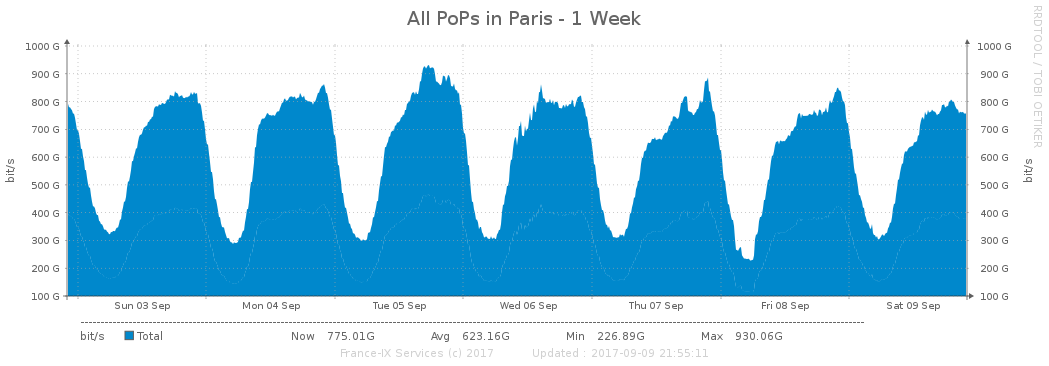 All PoPs in Paris - 1 Week
RRDTOOL / TOBI OETIKER
1000 G 1000 G
900 G 900 G
800 G 800 G
700 G 700 G
600 G 600 G
500 G 500 G
400 G 400 G
300 G 300 G
200 G 200 G
100 G 100 G
bit/s bit/s
Sun 03 Sep Mon 04 Sep Tue 05 Sep Wed 06 Sep Thu 07 Sep Fri 08 Sep Sat 09 Sep
bit/s Total Now 775.01G Avg 623.16G Min 226.89G Max 930.06G
France-IX Services (c) 2017 Updated : 2017-09-09 21:55:11